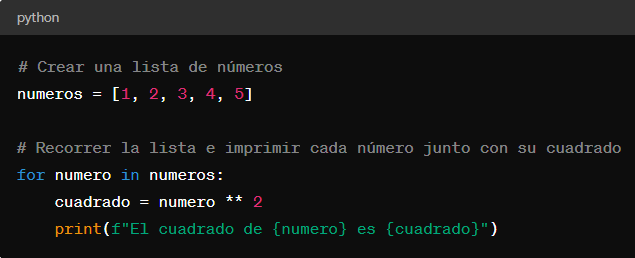 python
# Crear una lista de números
numeros = [1, 2, 3, 4, 5]
# Recorrer la lista e imprimir cada número junto con su cuadrado
for numero in numeros:
    cuadrado = numero ** 2
    print(f"El cuadrado de {numero} es {cuadrado}")